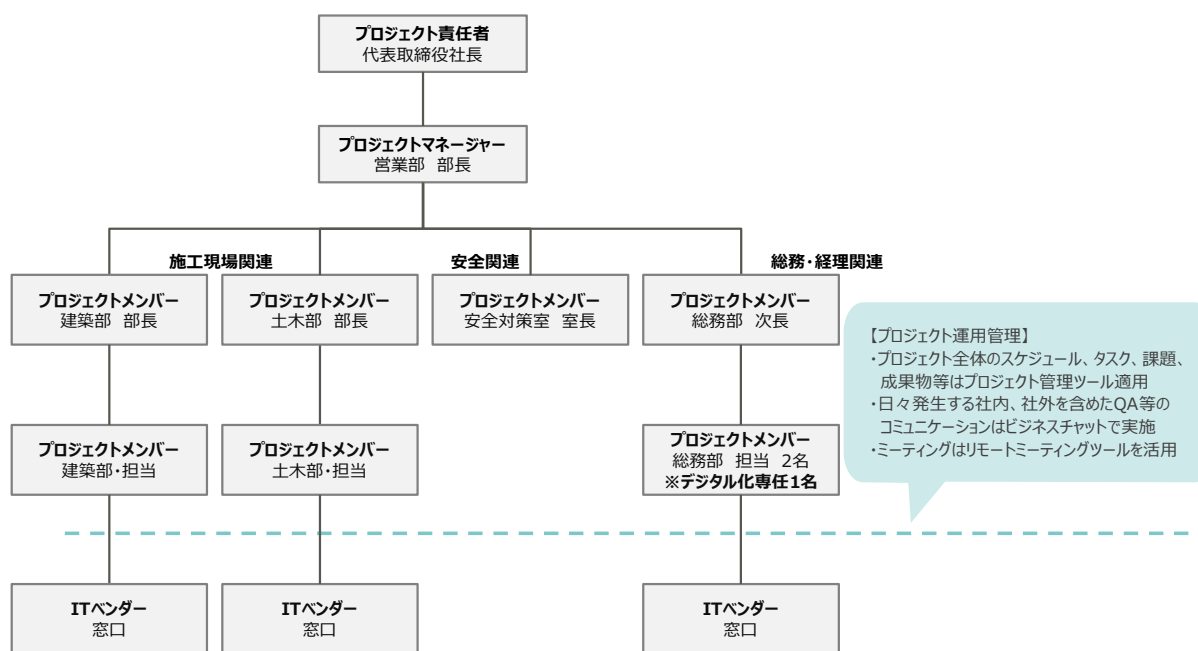 プロジェクト責任者
代表取締役社長
プロジェクトマネージャー
営業部 部長
施工現場関連
安全関連
総務・経理関連
プロジェクトメンバー
建築部 部長
プロジェクトメンバー
土木部 部長
プロジェクトメンバー
安全対策室 室長
プロジェクトメンバー
総務部 次長
【プロジェクト運用管理】
・プロジェクト全体のスケジュール、タスク、課題、
成果物等はプロジェクト管理ツール適用
・日々発生する社内、社外を含めたQA等の
コミュニケーションはビジネスチャットで実施
・ミーティングはリモートミーティングツールを活用
プロジェクトメンバー
建築部・担当
プロジェクトメンバー
土木部・担当
プロジェクトメンバー
総務部 担当 2名
※デジタル化専任1名
ITベンダー
窓口
ITベンダー
窓口
ITベンダー
窓口